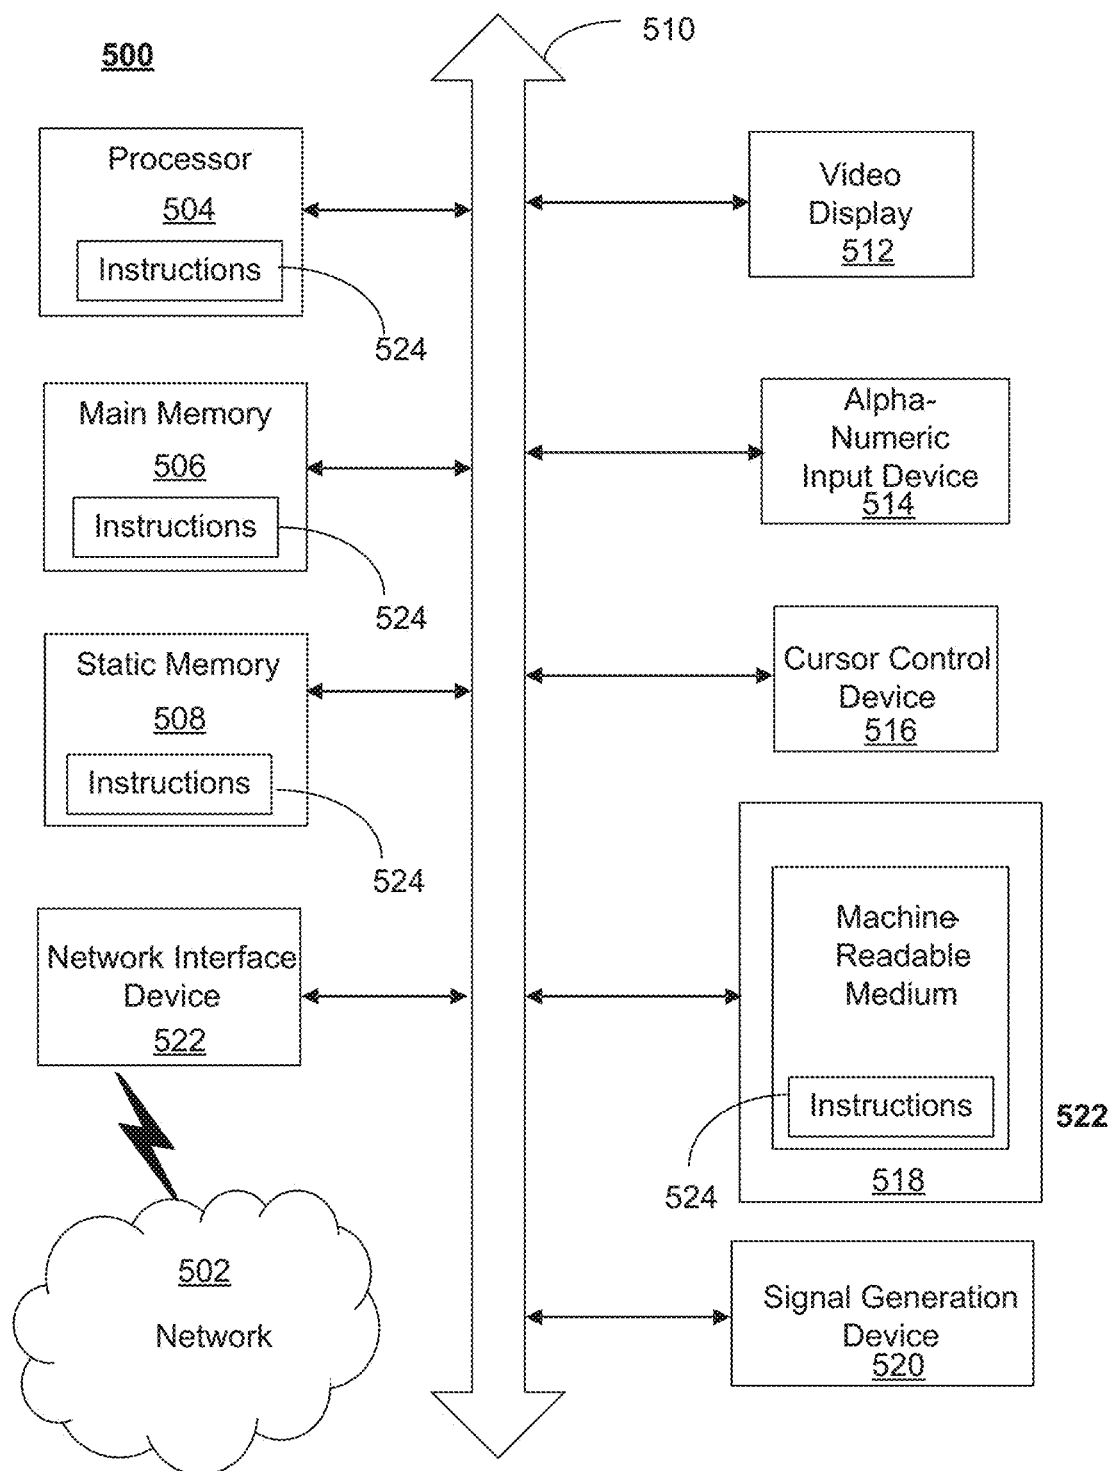 500
510
Processor
504
Instructions
524
Main Memory
506
Instructions
524
Static Memory
508
Instructions
524
Network Interface
Device
522
502
Network
Video
Display
512
Alpha-
Numeric
Input Device
514
Cursor Control
Device
516
Machine-
Readable
Medium
Instructions
524
518
522
Signal Generation
Device
520